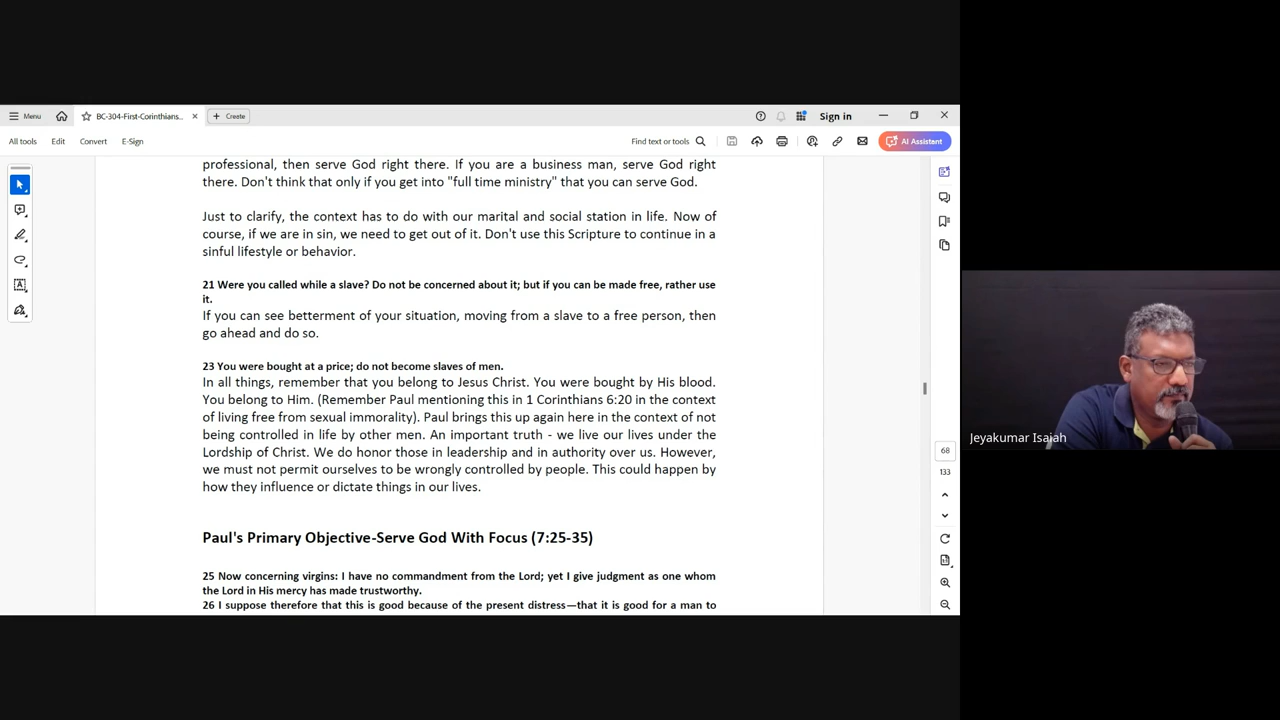 Menu
BC-304-First-Corinthians..
Create
Sign in
All tools
Edit
Convert
E-Sign
Find text or tools
AI Assistant
professional, then serve God right there. If you are a business man, serve God right
there. Don't think that only if you get into "full time ministry" that you can serve God.
Just to clarify, the context has to do with our marital and social station in life. Now of
course, if we are in sin, we need to get out of it. Don't use this Scripture to continue in a
sinful lifestyle or behavior.
21 Were you called while a slave? Do not be concerned about it; but if you can be made free, rather use
it.
If you can see betterment of your situation, moving from a slave to a free person, then
go ahead and do so.
23 You were bought at a price; do not become slaves of men.
In all things, remember that you belong to Jesus Christ. You were bought by His blood.
You belong to Him. (Remember Paul mentioning this in 1 Corinthians 6:20 in the context
of living free from sexual immorality). Paul brings this up again here in the context of not
being controlled in life by other men. An important truth - we live our lives under the
Lordship of Christ. We do honor those in leadership and in authority over us. However,
we must not permit ourselves to be wrongly controlled by people. This could happen by
how they influence or dictate things in our lives.
Paul's Primary Objective-Serve God With Focus (7:25-35)
25 Now concerning virgins: I have no commandment from the Lord; yet I give judgment as one whom
the Lord in His mercy has made trustworthy.
26 I suppose therefore that this is good because of the present distress—that it is good for a man to
68
133
Jeyakumar Isaiah